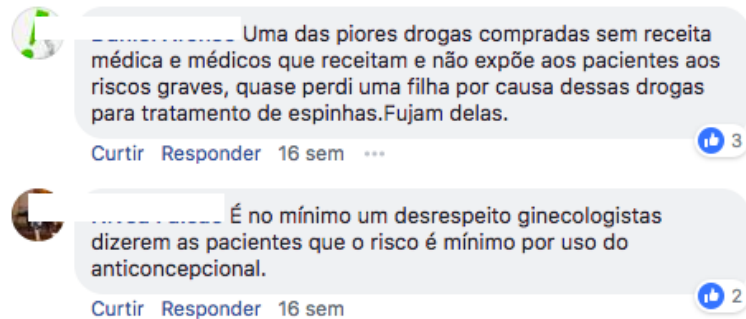 Uma das piores drogas compradas sem receita
médica e médicos que receitam e não expõe aos pacientes aos
riscos graves, quase perdi uma filha por causa dessas drogas
para tratamento de espinhas.Fujam delas.
3
Curtir Responder 16 sem ...
É no mínimo um desrespeito ginecologistas
dizerem as pacientes que o risco é mínimo por uso do
anticoncepcional.
2
Curtir Responder 16 sem